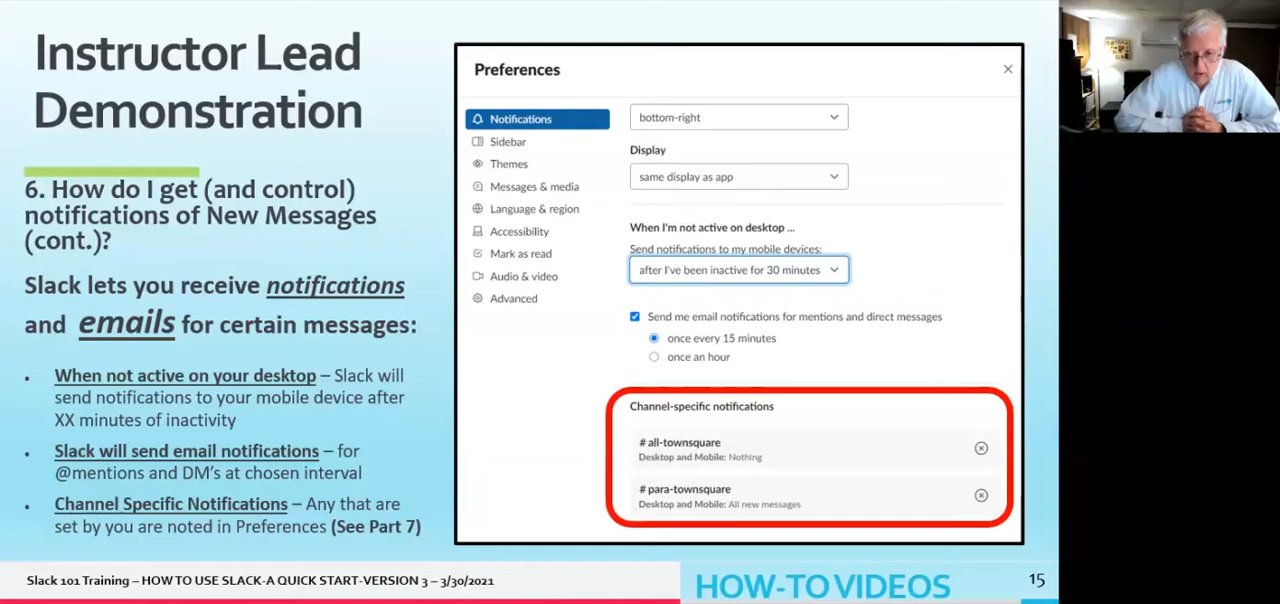 Instructor Lead
Demonstration
6. How do I get (and control)
notifications of New Messages
(cont.)?
Slack lets you receive notifications
and emails for certain messages:
• When not active on your desktop – Slack will
send notifications to your mobile device after
XX minutes of inactivity
• Slack will send email notifications – for
@mentions and DM's at chosen interval
• Channel Specific Notifications – Any that are
set by you are noted in Preferences (See Part 7)
Preferences
Notifications
Sidebar
Themes
Messages & media
Language & region
Accessibility
Mark as read
Audio & video
Advanced
bottom-right
Display
same display as app
When I'm not active on desktop ...
Send notifications to my mobile devices:
after I've been inactive for 30 minutes
Send me email notifications for mentions and direct messages
once every 15 minutes
once an hour
Channel-specific notifications
# all-townsquare
Desktop and Mobile: Nothing
# para-townsquare
Desktop and Mobile: All new messages
Slack 101 Training – HOW TO USE SLACK-A QUICK START-VERSION 3 – 3/30/2021
HOW-TO VIDEOS
15